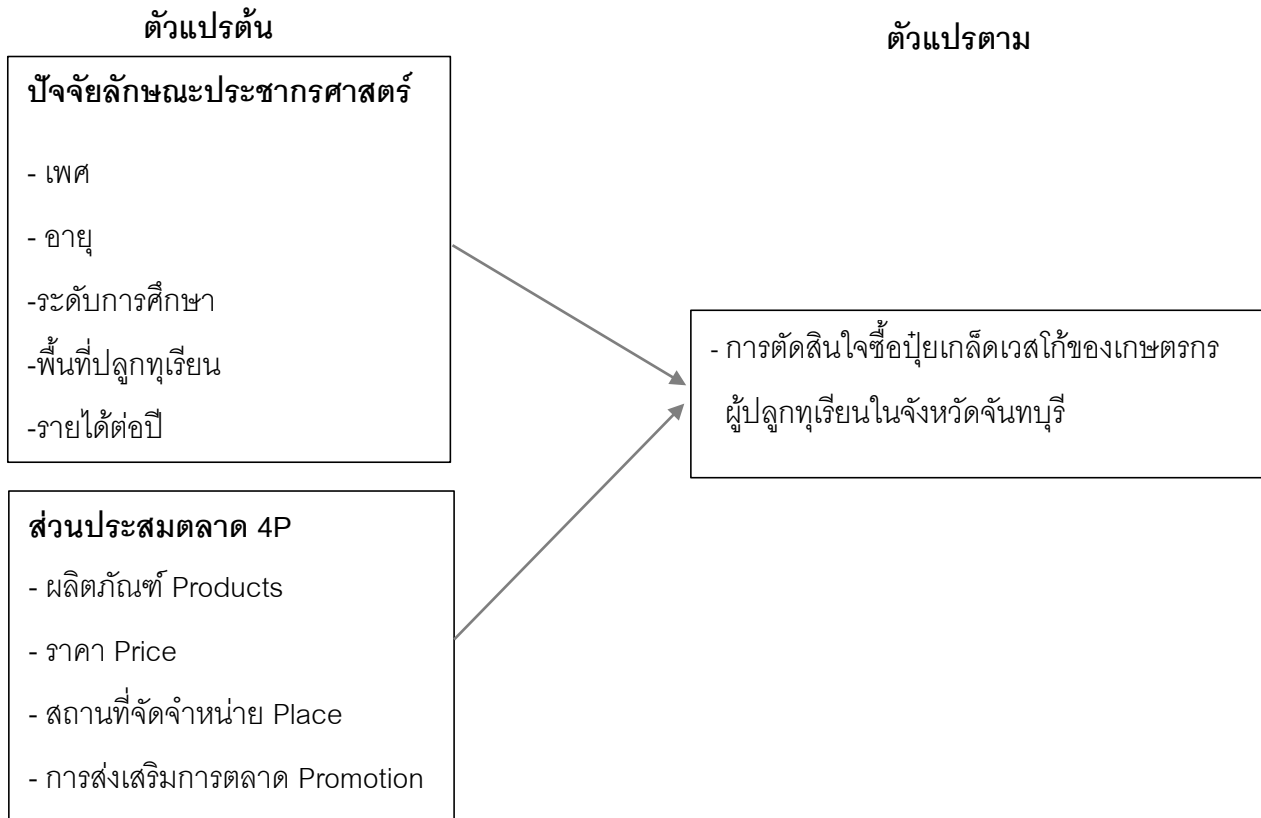 ตัวแปรต้น
ตัวแปรตาม
ปัจจัยลักษณะประชากรศาสตร์
- เพศ
- อายุ
-ระดับการศึกษา
-พื้นที่ปลูกทุเรียน
-รายได้ต่อปี
- การตัดสินใจซื้อปุ๋ยเกล็ดเวสโก้ของเกษตรกร
ผู้ปลูกทุเรียนในจังหวัดจันทบุรี
ส่วนประสมตลาด 4P
- ผลิตภัณฑ์ Products
- ราคา Price
- สถานที่จัดจำหน่าย Place
- การส่งเสริมการตลาด Promotion